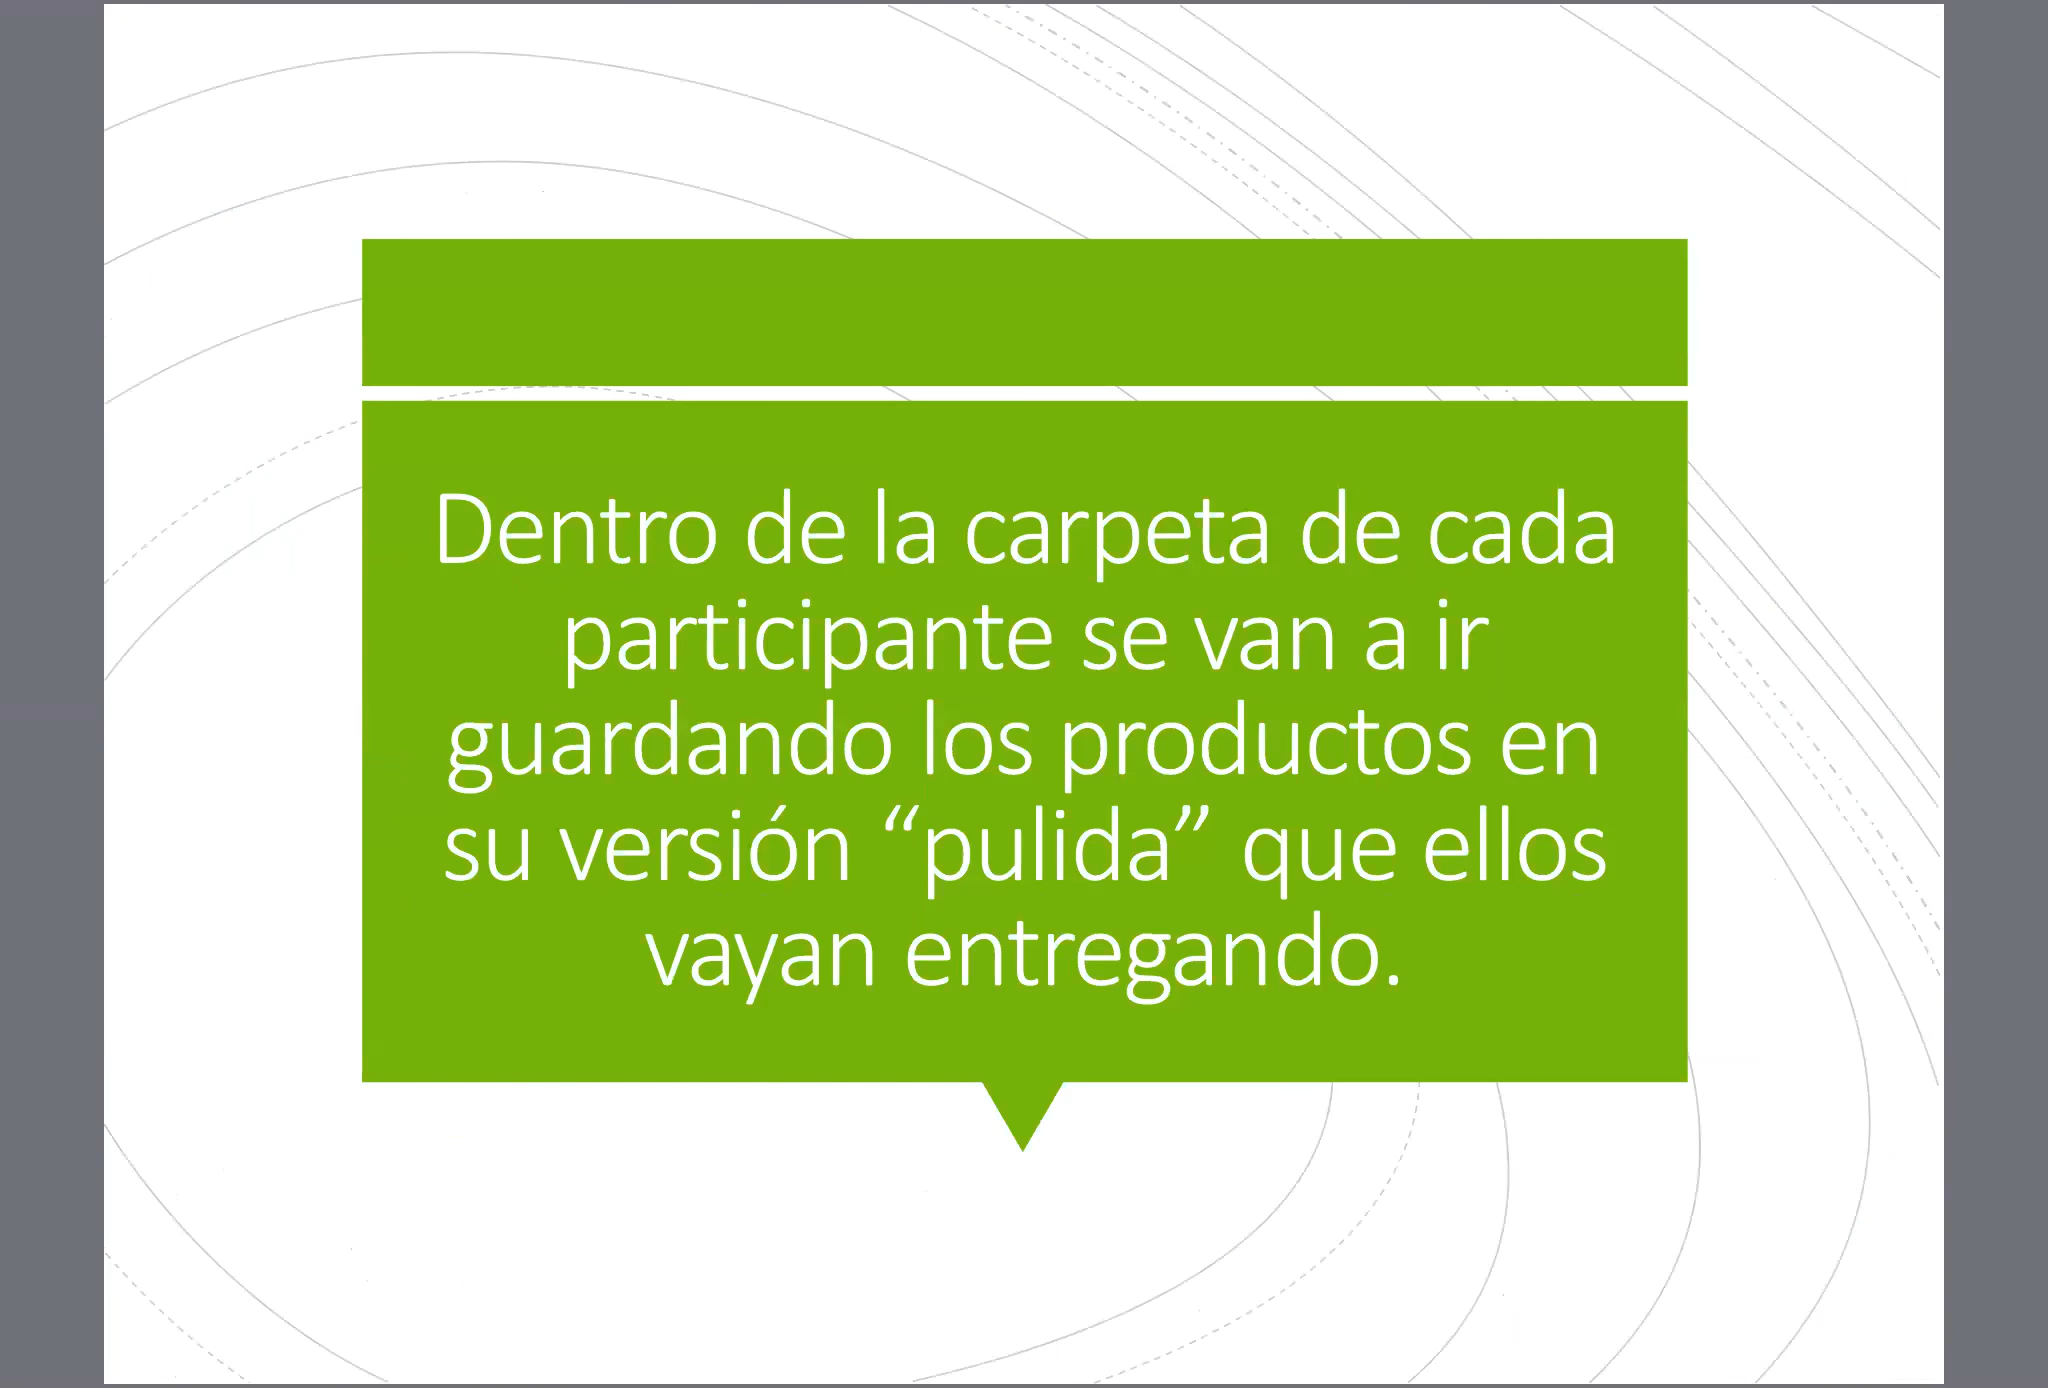 Dentro de la carpeta de cada
participante se van a ir
guardando los productos en
su versión “pulida” que ellos
vayan entregando.